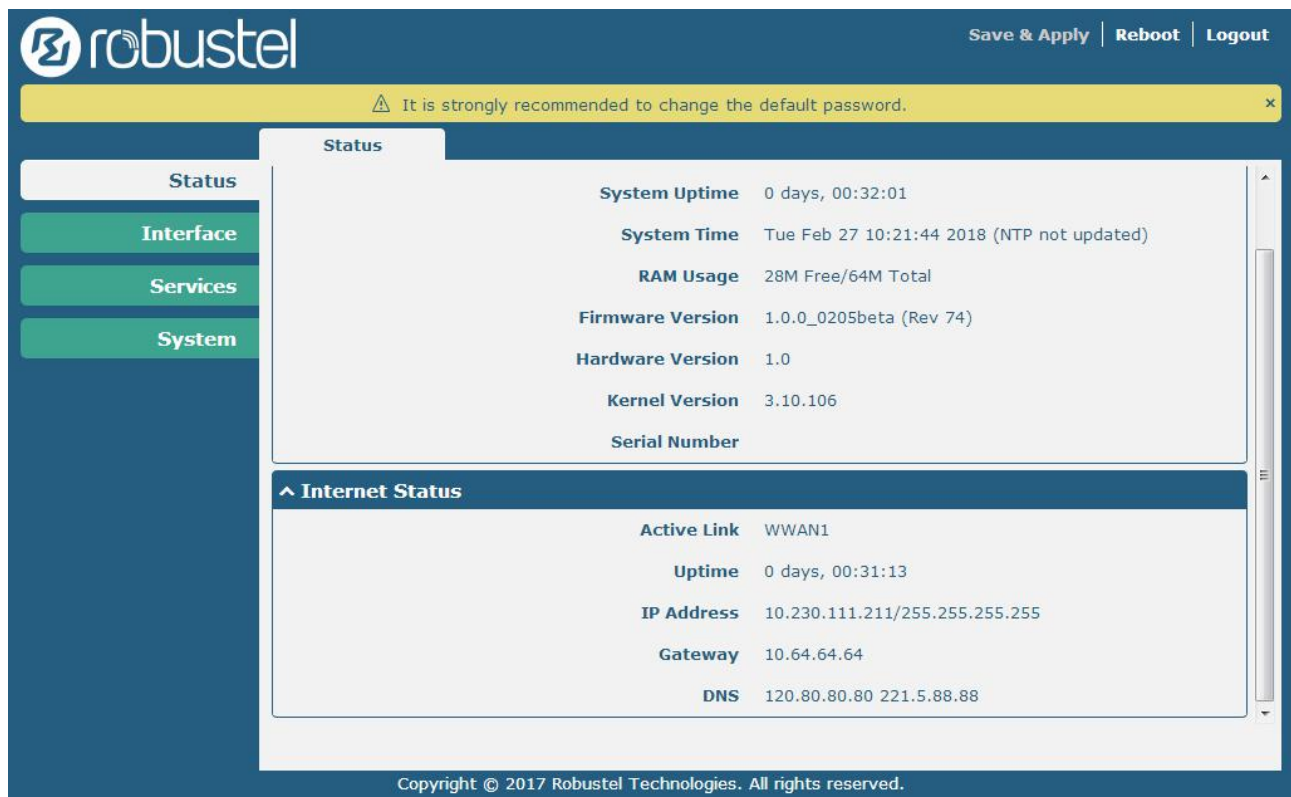 robustel
Save & Apply | Reboot | Logout
⚠ It is strongly recommended to change the default password. ×
Status
Status
Interface
Services
System
System Uptime 0 days, 00:32:01
System Time Tue Feb 27 10:21:44 2018 (NTP not updated)
RAM Usage 28M Free/64M Total
Firmware Version 1.0.0_0205beta (Rev 74)
Hardware Version 1.0
Kernel Version 3.10.106
Serial Number
Internet Status
Active Link WWAN1
Uptime 0 days, 00:31:13
IP Address 10.230.111.211/255.255.255.255
Gateway 10.64.64.64
DNS 120.80.80.80 221.5.88.88
Copyright © 2017 Robustel Technologies. All rights reserved.